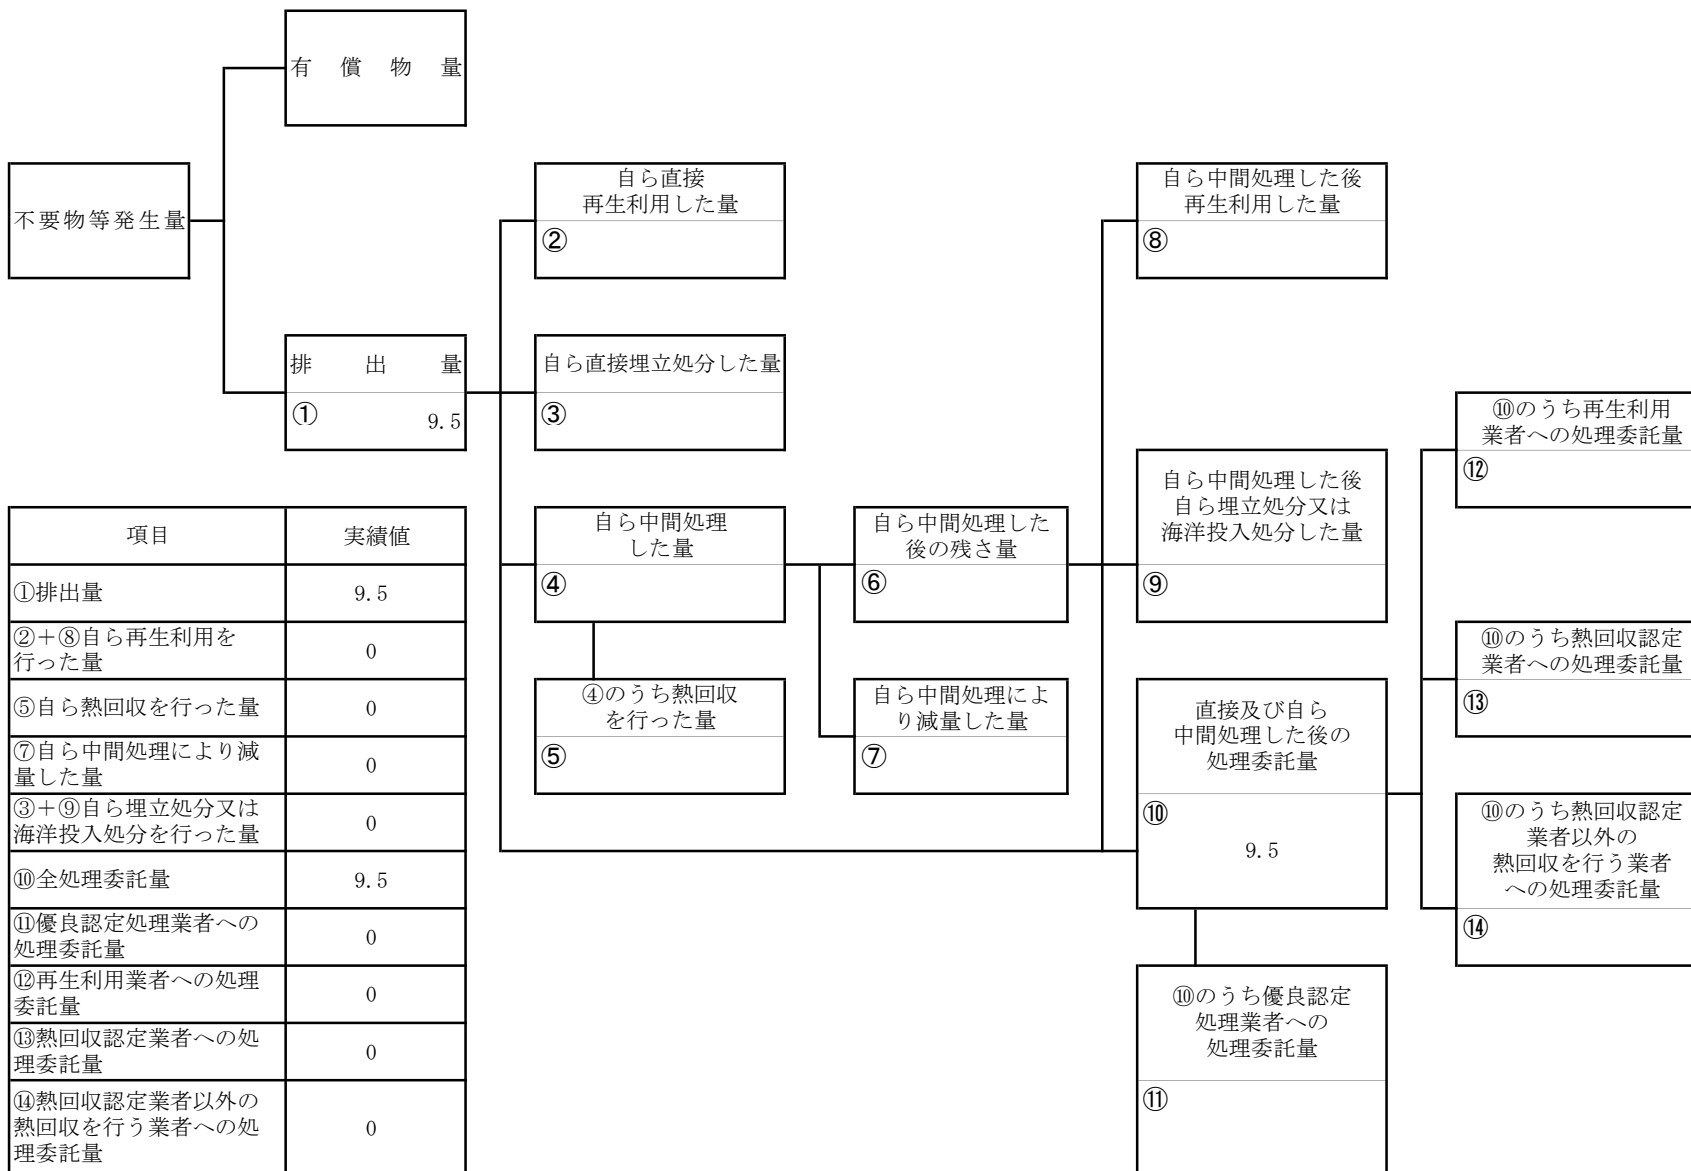 有償物量
不要物等発生量
排出量
①
9.5
自ら直接
再生利用した量
②
自ら直接埋立処分した量
③
自ら中間処理
した量
④
④のうち熱回収
を行った量
⑤
自ら中間処理した
後の残さ量
⑥
自ら中間処理によ
り減量した量
⑦
自ら中間処理した後
再生利用した量
⑧
自ら中間処理した後
自ら埋立処分又は
海洋投入処分した量
⑨
直接及び自ら
中間処理した後の
処理委託量
⑩
9.5
⑩のうち優良認定
処理業者への
処理委託量
⑪
⑩のうち再生利用
業者への処理委託量
⑫
⑩のうち熱回収認定
業者への処理委託量
⑬
⑩のうち熱回収認定
業者以外の
熱回収を行う業者
への処理委託量
⑭
項目 実績値
①排出量 9.5
②+⑧自ら再生利用を
行った量 0
⑤自ら熱回収を行った量 0
⑦自ら中間処理により減
量した量 0
③+⑨自ら埋立処分又は
海洋投入処分を行った量 0
⑩全処理委託量 9.5
⑪優良認定処理業者への
処理委託量 0
⑫再生利用業者への処理
委託量 0
⑬熱回収認定業者への処
理委託量 0
⑭熱回収認定業者以外の
熱回収を行う業者への処
理委託量 0